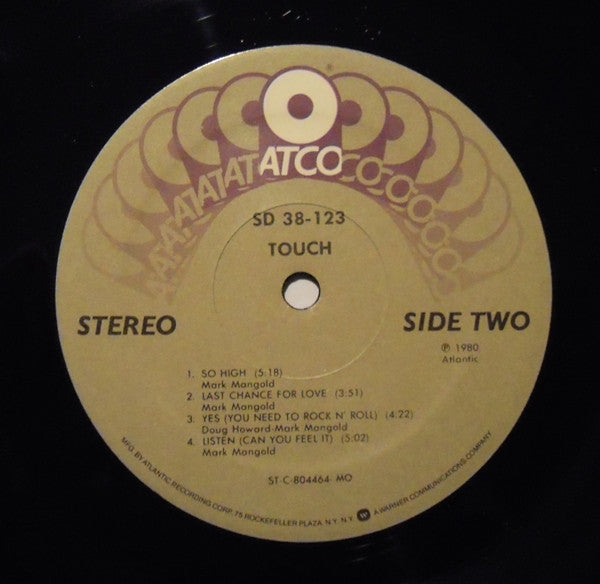 ATCO
®
SD 38-123
TOUCH
STEREO
SIDE TWO
℗ 1980
Atlantic
1. SO HIGH (5:18)
Mark Mangold
2. LAST CHANCE FOR LOVE (3:51)
Mark Mangold
3. YES (YOU NEED TO ROCK N' ROLL) (4:22)
Doug Howard-Mark Mangold
4. LISTEN (CAN YOU FEEL IT) (5:02)
Mark Mangold
ST-C-804464- MO
MFG. BY ATLANTIC RECORDING CORP., 75 ROCKEFELLER PLAZA, N.Y., N.Y. W A WARNER COMMUNICATIONS COMPANY